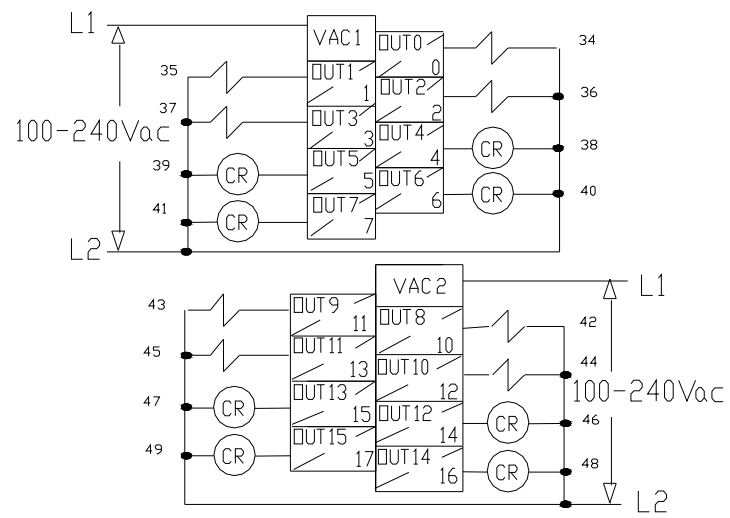 L1
VAC1
OUT0
0
34
35
OUT1
1
OUT2
2
36
37
100-240Vac
OUT3
3
OUT4
4
CR
38
39
CR
OUT5
5
OUT6
6
CR
40
41
CR
OUT7
7
L2
VAC2
L1
43
OUT9
11
OUT8
10
42
45
OUT11
13
OUT10
12
44
100-240Vac
47
CR
OUT13
15
OUT12
14
CR
46
49
CR
OUT15
17
OUT14
16
CR
48
L2